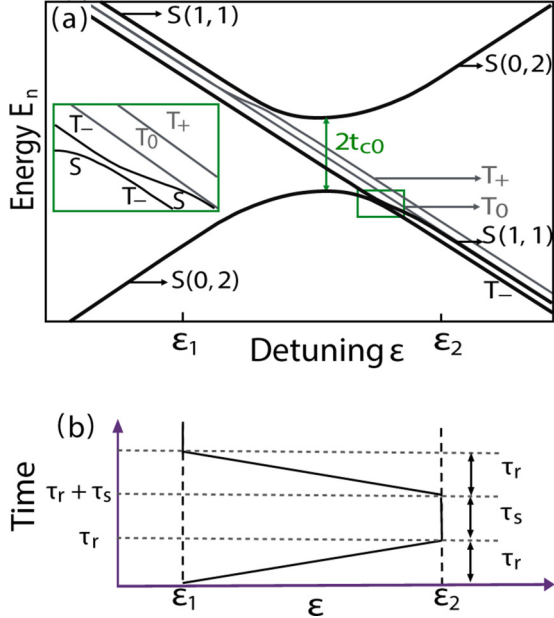 (a)
S(1,1)
S(0,2)
Energy Eₙ
T₋
T₀
T₊
S
T₋
S
2t_c0
T₊
T₀
S(1,1)
S(0,2)
T₋
ε₁
Detuning ε
ε₂
(b)
Time
τᵣ + τₛ
τᵣ
τᵣ
τₛ
τᵣ
ε₁
ε
ε₂